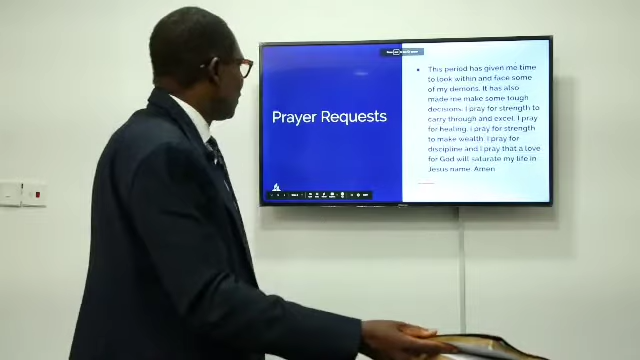 Prayer Requests
This period has given me time
to look within and face some
of my demons. It has also
made me make some tough
decisions. I pray for strength to
carry through and excel. I pray
for healing. I pray for strength
to make wealth. I pray for
discipline and I pray that a love
for God will saturate my life in
Jesus name. Amen